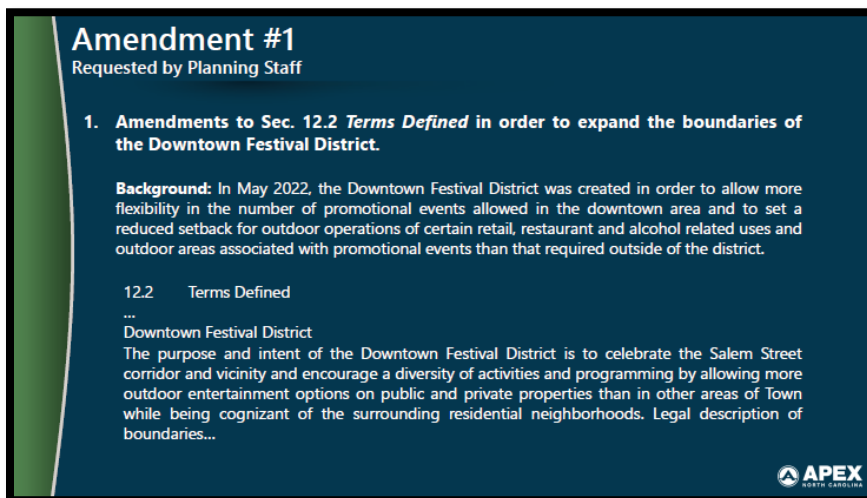 Amendment #1
Requested by Planning Staff
1. Amendments to Sec. 12.2 Terms Defined in order to expand the boundaries of
the Downtown Festival District.
Background: In May 2022, the Downtown Festival District was created in order to allow more
flexibility in the number of promotional events allowed in the downtown area and to set a
reduced setback for outdoor operations of certain retail, restaurant and alcohol related uses and
outdoor areas associated with promotional events than that required outside of the district.
12.2 Terms Defined
...
Downtown Festival District
The purpose and intent of the Downtown Festival District is to celebrate the Salem Street
corridor and vicinity and encourage a diversity of activities and programming by allowing more
outdoor entertainment options on public and private properties than in other areas of Town
while being cognizant of the surrounding residential neighborhoods. Legal description of
boundaries...
APEX
NORTH CAROLINA